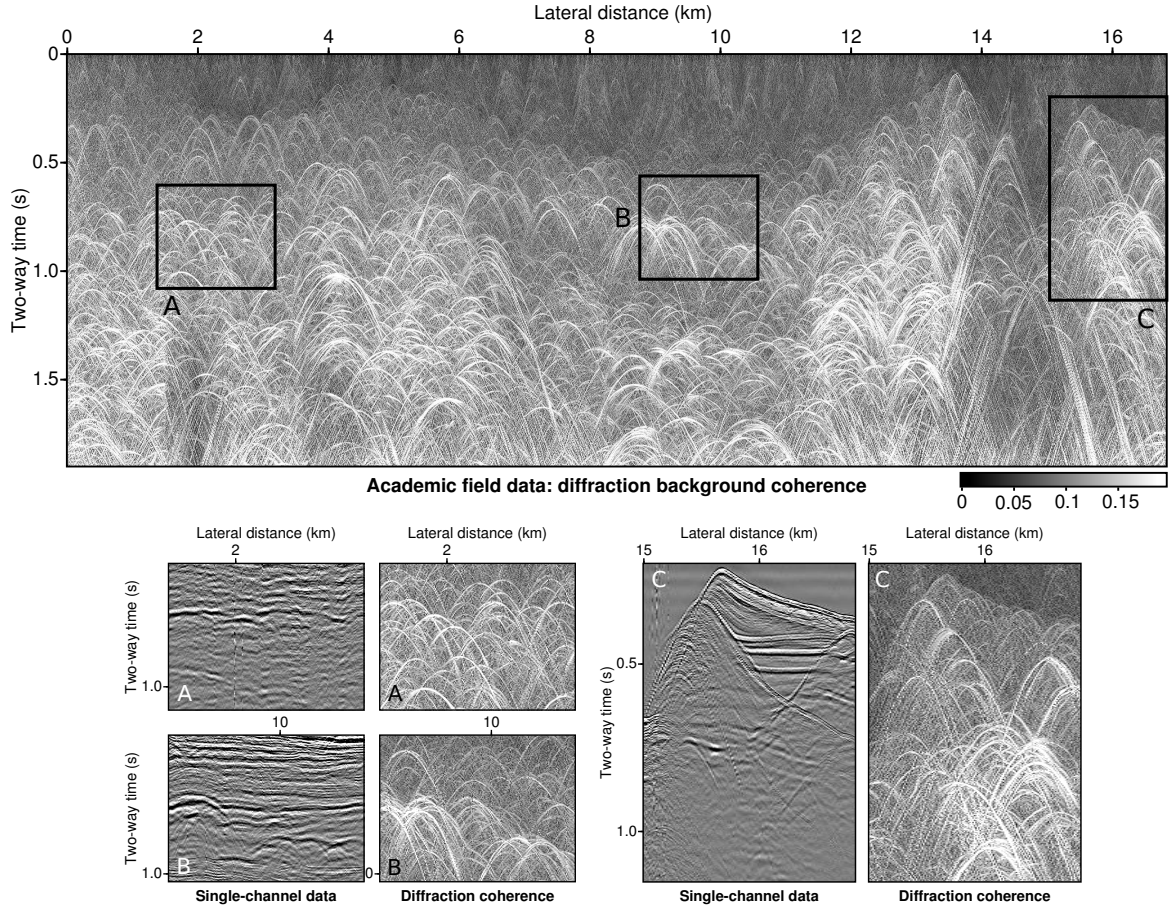 Lateral distance (km)
0 2 4 6 8 10 12 14 16
0
0.5
1.0
1.5
Two-way time (s)
A
B
C
Academic field data: diffraction background coherence
0 0.05 0.1 0.15
Lateral distance (km)
2
Two-way time (s)
1.0
A
Lateral distance (km)
2
A
10
Two-way time (s)
1.0
B
Single-channel data
10
0
B
Diffraction coherence
Lateral distance (km)
15 16
C
Two-way time (s)
0.5
1.0
Single-channel data
Lateral distance (km)
15 16
C
Diffraction coherence